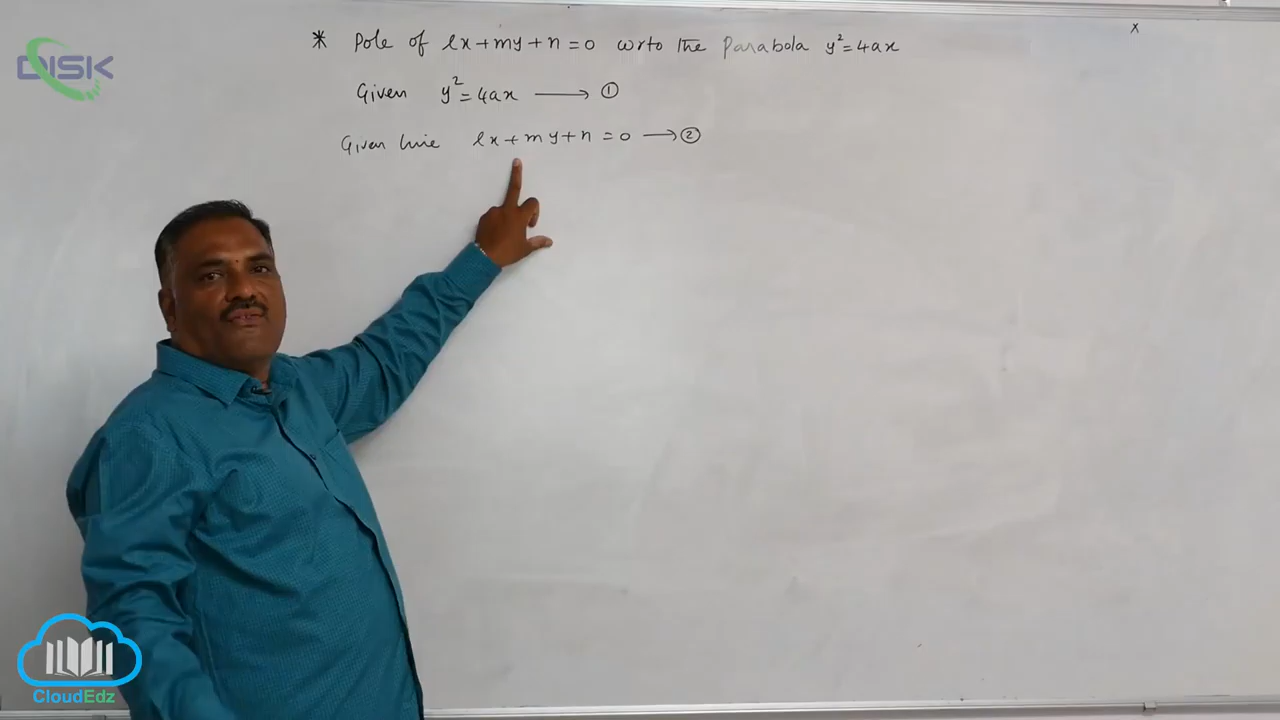 DISK
x
* Pole of lx+my+n=0 w.r.to the Parabola y²=4ax
Given y²=4ax ⟶ ①
Given line lx+my+n=0 ⟶ ②
CloudEdz